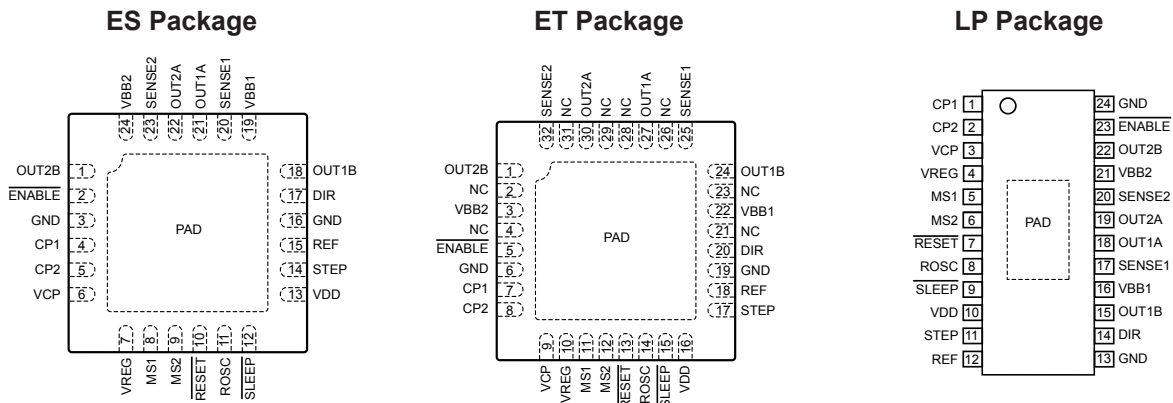 ES Package
ET Package
LP Package
VBB2
SENSE2
OUT2A
OUT1A
SENSE1
VBB1
24
23
22
21
20
19
OUT2B 1
ENABLE 2
GND 3
CP1 4
CP2 5
VCP 6
18 OUT1B
17 DIR
16 GND
15 REF
14 STEP
13 VDD
PAD
7
8
9
10
11
12
VREG
MS1
MS2
RESET
ROSC
SLEEP
SENSE2
NC
OUT2A
NC
NC
OUT1A
NC
SENSE1
32
31
30
29
28
27
26
25
OUT2B 1
NC 2
VBB2 3
NC 4
ENABLE 5
GND 6
CP1 7
CP2 8
24 OUT1B
23 NC
22 VBB1
21 NC
20 DIR
19 GND
18 REF
17 STEP
PAD
9
10
11
12
13
14
15
16
VCP
VREG
MS1
MS2
RESET
ROSC
SLEEP
VDD
CP1 1
CP2 2
VCP 3
VREG 4
MS1 5
MS2 6
RESET 7
ROSC 8
SLEEP 9
VDD 10
STEP 11
REF 12
PAD
24 GND
23 ENABLE
22 OUT2B
21 VBB2
20 SENSE2
19 OUT2A
18 OUT1A
17 SENSE1
16 VBB1
15 OUT1B
14 DIR
13 GND